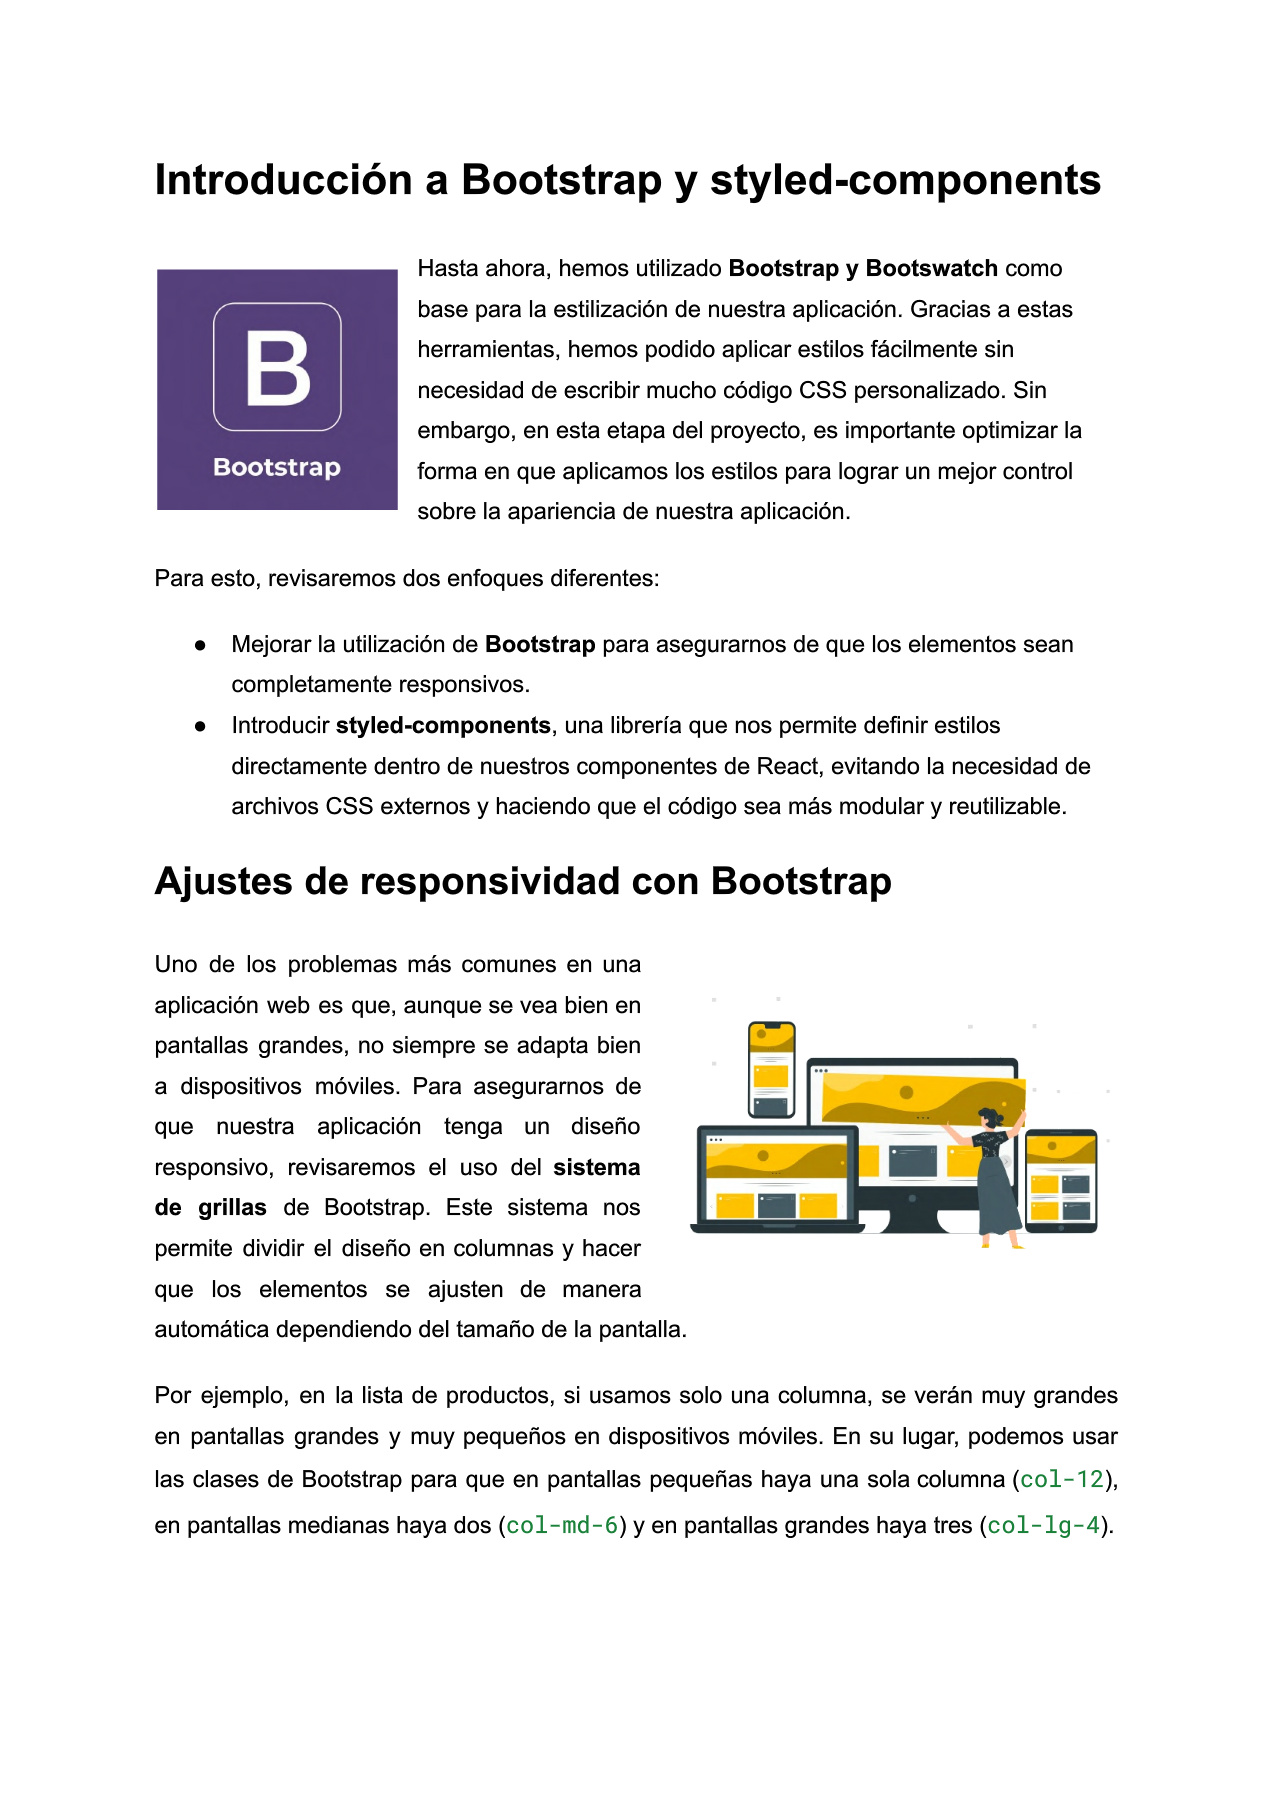 Introducción a Bootstrap y styled-components
B
Bootstrap
Hasta ahora, hemos utilizado Bootstrap y Bootswatch como
base para la estilización de nuestra aplicación. Gracias a estas
herramientas, hemos podido aplicar estilos fácilmente sin
necesidad de escribir mucho código CSS personalizado. Sin
embargo, en esta etapa del proyecto, es importante optimizar la
forma en que aplicamos los estilos para lograr un mejor control
sobre la apariencia de nuestra aplicación.
Para esto, revisaremos dos enfoques diferentes:
● Mejorar la utilización de Bootstrap para asegurarnos de que los elementos sean
completamente responsivos.
● Introducir styled-components, una librería que nos permite definir estilos
directamente dentro de nuestros componentes de React, evitando la necesidad de
archivos CSS externos y haciendo que el código sea más modular y reutilizable.
Ajustes de responsividad con Bootstrap
Uno de los problemas más comunes en una
aplicación web es que, aunque se vea bien en
pantallas grandes, no siempre se adapta bien
a dispositivos móviles. Para asegurarnos de
que nuestra aplicación tenga un diseño
responsivo, revisaremos el uso del sistema
de grillas de Bootstrap. Este sistema nos
permite dividir el diseño en columnas y hacer
que los elementos se ajusten de manera
automática dependiendo del tamaño de la pantalla.
Por ejemplo, en la lista de productos, si usamos solo una columna, se verán muy grandes
en pantallas grandes y muy pequeños en dispositivos móviles. En su lugar, podemos usar
las clases de Bootstrap para que en pantallas pequeñas haya una sola columna (col-12),
en pantallas medianas haya dos (col-md-6) y en pantallas grandes haya tres (col-lg-4).